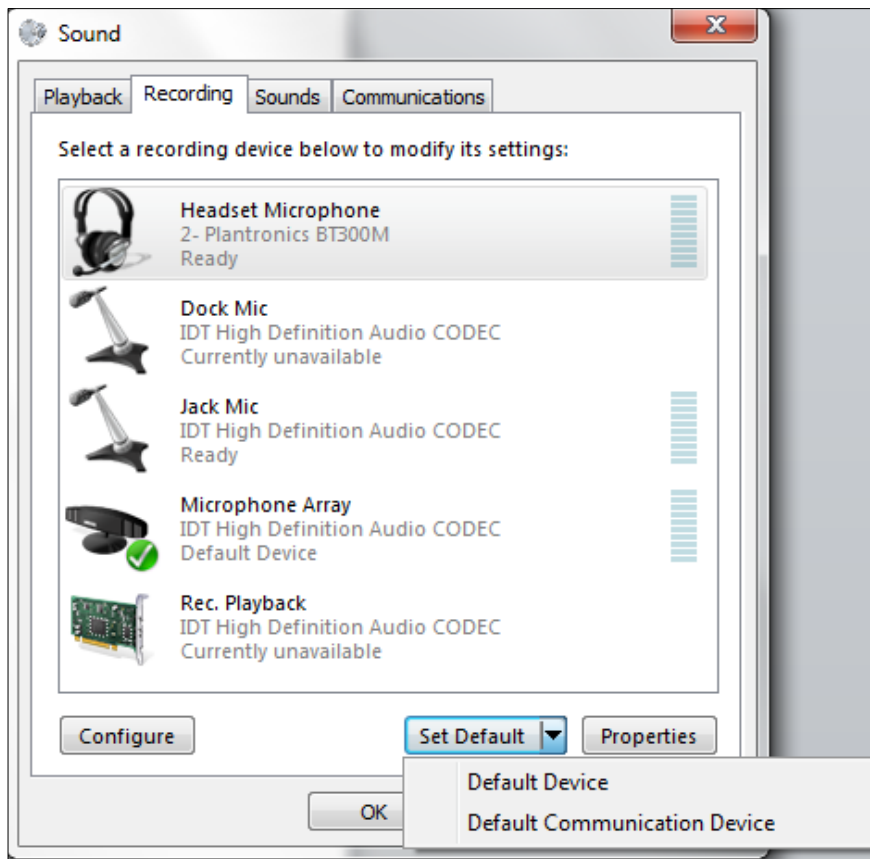 Sound
Playback Recording Sounds Communications
Select a recording device below to modify its settings:
Headset Microphone
2- Plantronics BT300M
Ready
Dock Mic
IDT High Definition Audio CODEC
Currently unavailable
Jack Mic
IDT High Definition Audio CODEC
Ready
Microphone Array
IDT High Definition Audio CODEC
Default Device
Rec. Playback
IDT High Definition Audio CODEC
Currently unavailable
Configure Set Default Properties
Default Device
OK
Default Communication Device